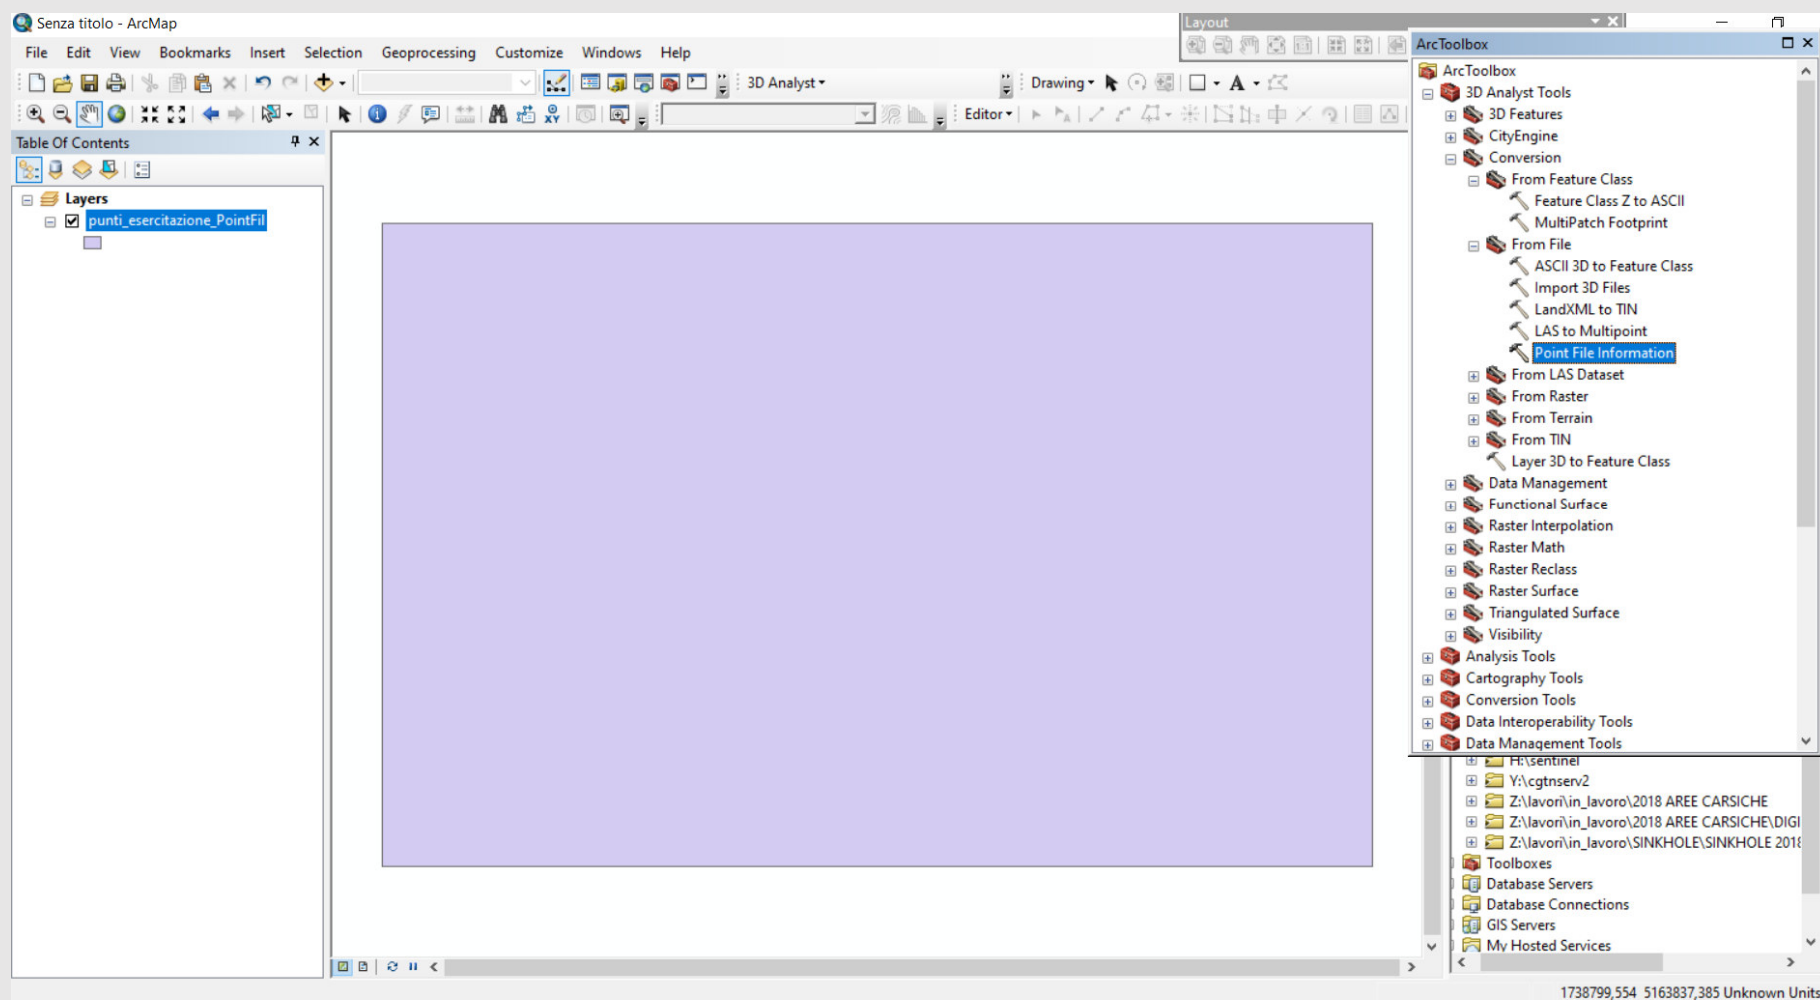 Senza titolo - ArcMap
Layout
File Edit View Bookmarks Insert Selection Geoprocessing Customize Windows Help
3D Analyst
Drawing
A
Editor
XY
Table Of Contents
Layers
punti_esercitazione_PointFil
ArcToolbox
ArcToolbox
3D Analyst Tools
3D Features
CityEngine
Conversion
From Feature Class
Feature Class Z to ASCII
MultiPatch Footprint
From File
ASCII 3D to Feature Class
Import 3D Files
LandXML to TIN
LAS to Multipoint
Point File Information
From LAS Dataset
From Raster
From Terrain
From TIN
Layer 3D to Feature Class
Data Management
Functional Surface
Raster Interpolation
Raster Math
Raster Reclass
Raster Surface
Triangulated Surface
Visibility
Analysis Tools
Cartography Tools
Conversion Tools
Data Interoperability Tools
Data Management Tools
H:\sentinel
Y:\cgtnserv2
Z:\lavori\in_lavoro\2018 AREE CARSICHE
Z:\lavori\in_lavoro\2018 AREE CARSICHE\DIGI
Z:\lavori\in_lavoro\SINKHOLE\SINKHOLE 2018
Toolboxes
Database Servers
Database Connections
GIS Servers
My Hosted Services
1738799,554 5163837,385 Unknown Units